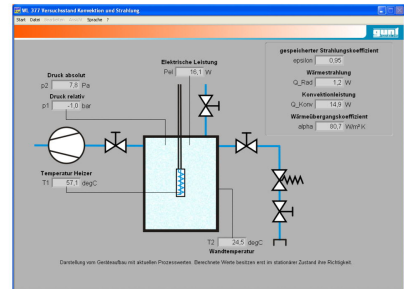 WL 377 Versuchsstand Konvektion und Strahlung
Start Datei Sprache ?
gunt
gespeicherter Strahlungskoeffizient
epsilon 0,95
Wärmestrahlung
Q_Rad 1,2 W
Konvektionleistung
Q_Konv 14,9 W
Wärmeübergangskoeffizient
alpha 80,7 W/m²K
Elektrische Leistung
Pel 16,1 W
Druck absolut
p2 7,8 Pa
Druck relativ
p1 -1,0 bar
Temperatur Heizer
T1 57,1 degC
T2 24,5 degC
Wandtemperatur
Darstellung vom Geräteaufbau mit aktuellen Prozesswerten. Berechnete Werte besitzen erst im stationärer Zustand ihre Richtigkeit.